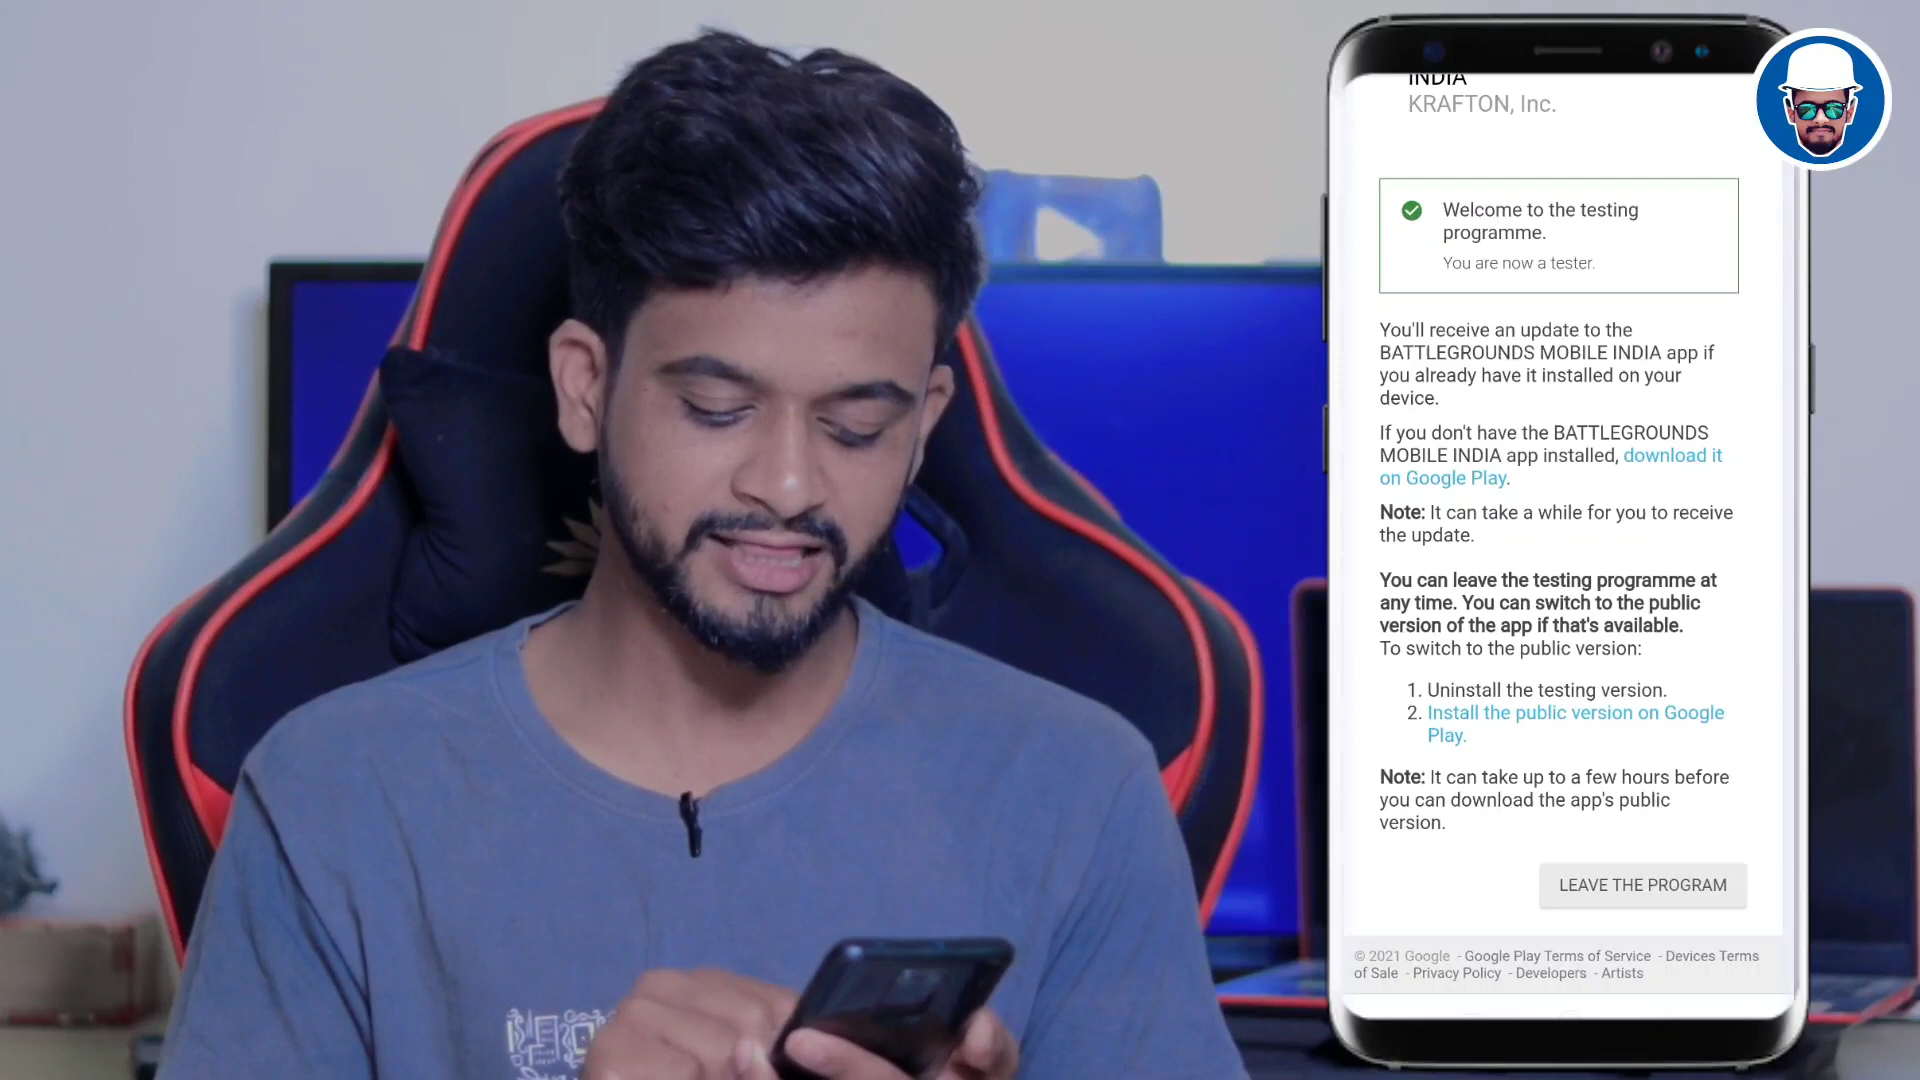 INDIA
KRAFTON, Inc.
Welcome to the testing
programme.
You are now a tester.
You'll receive an update to the
BATTLEGROUNDS MOBILE INDIA app if
you already have it installed on your
device.
If you don't have the BATTLEGROUNDS
MOBILE INDIA app installed, download it
on Google Play.
Note: It can take a while for you to receive
the update.
You can leave the testing programme at
any time. You can switch to the public
version of the app if that's available.
To switch to the public version:
1. Uninstall the testing version.
2. Install the public version on Google
Play.
Note: It can take up to a few hours before
you can download the app's public
version.
LEAVE THE PROGRAM
© 2021 Google - Google Play Terms of Service - Devices Terms
of Sale - Privacy Policy - Developers - Artists